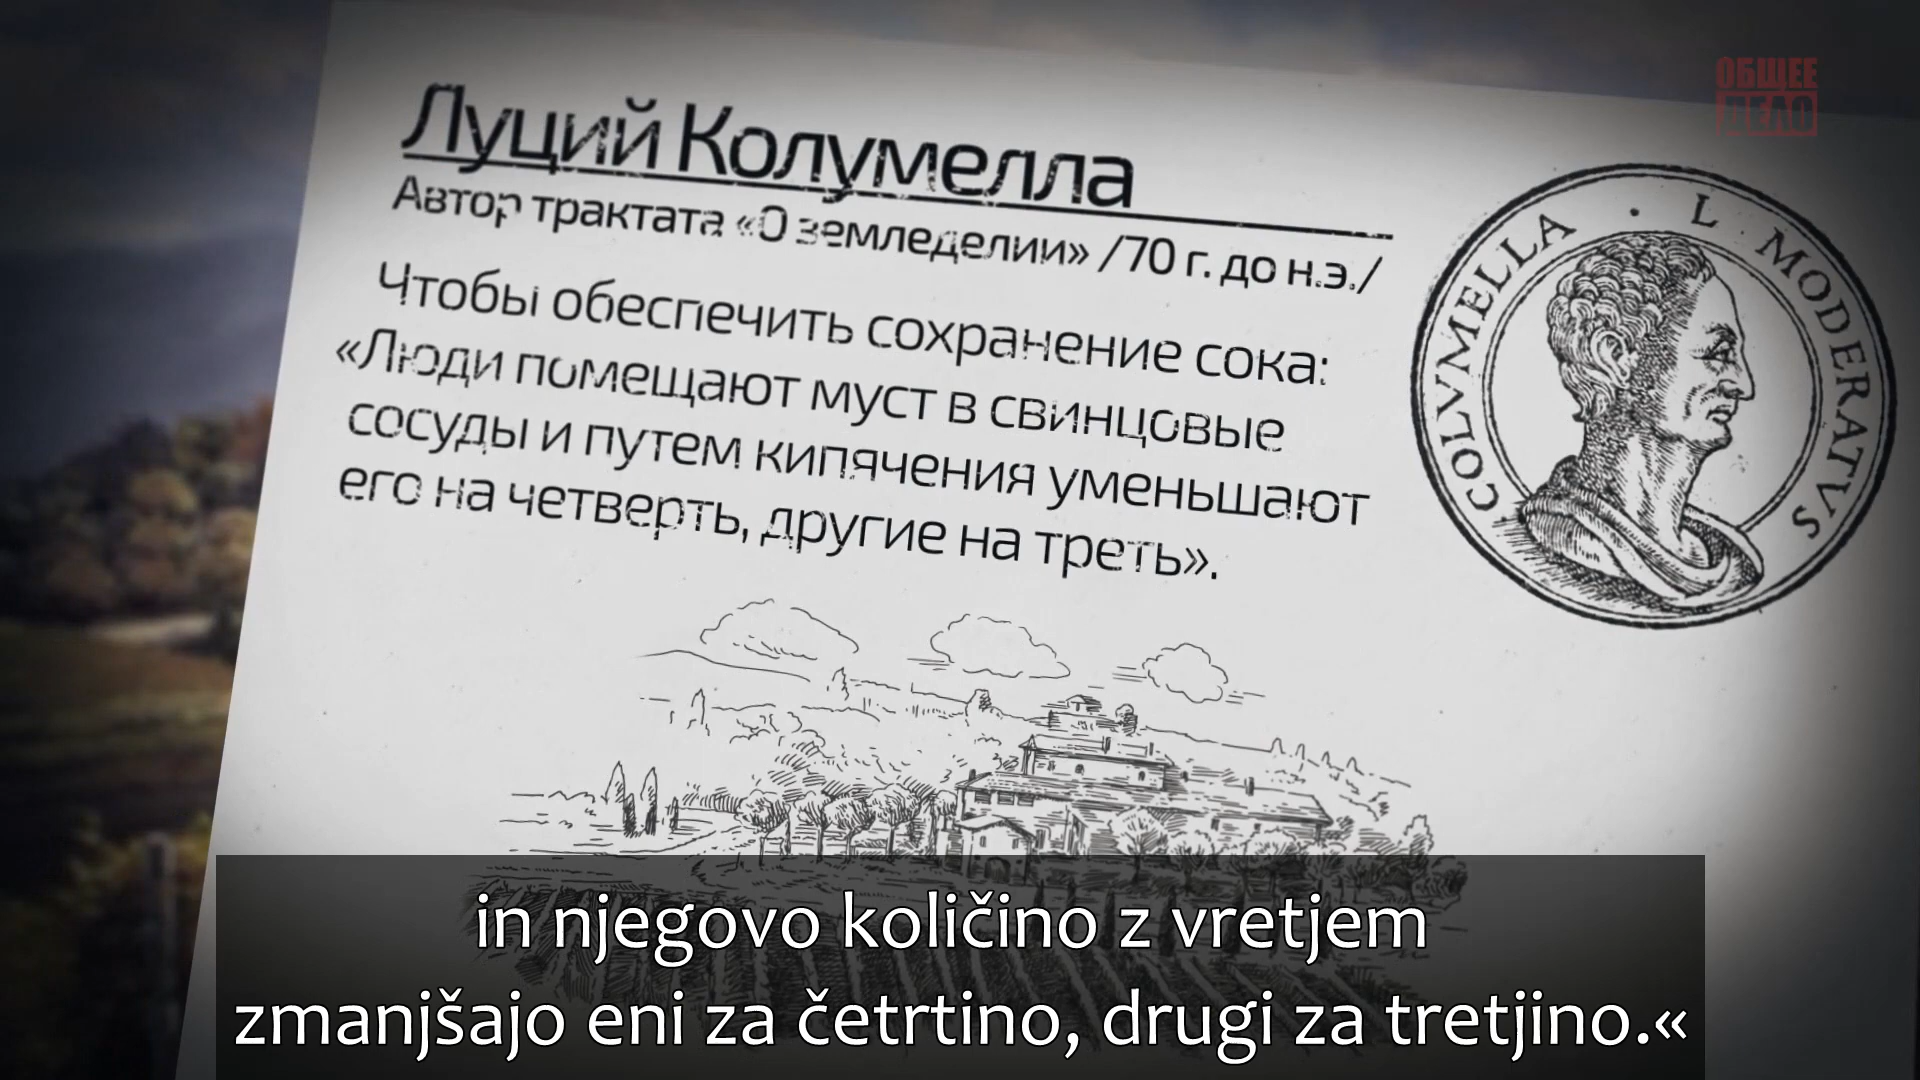 ОБЩЕЕ
ДЕЛО
Луций Колумелла
Автор трактата «О земледелии» /70 г. до н.э./
Чтобы обеспечить сохранение сока:
«Люди помещают муст в свинцовые
сосуды и путем кипячения уменьшают
его на четверть, другие на треть».
COLVMELLA . L . MODERATVS
in njegovo količino z vretjem
zmanjšajo eni za četrtino, drugi za tretjino.«